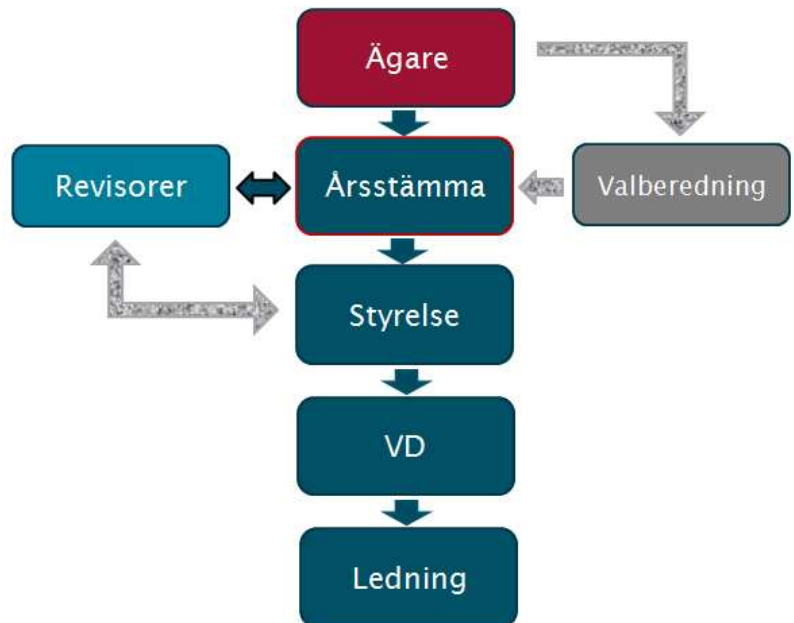 Ägare
Revisorer
Årsstämma
Valberedning
Styrelse
VD
Ledning